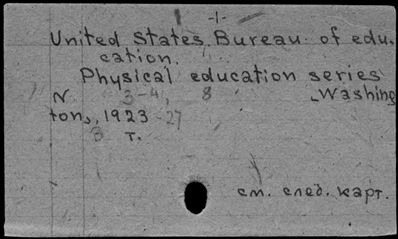 -1-
United States. Bureau of edu-
cation.
Physical education series
N 3-4, 8 Washing
ton, 1923-27
3 т.
см. след. карт.